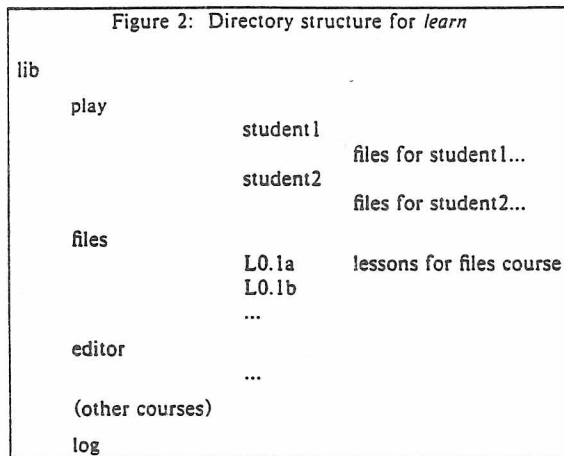 Figure 2: Directory structure for learn
lib
play
student1
files for student1...
student2
files for student2...
files
L0.1a lessons for files course
L0.1b
...
editor
...
(other courses)
log